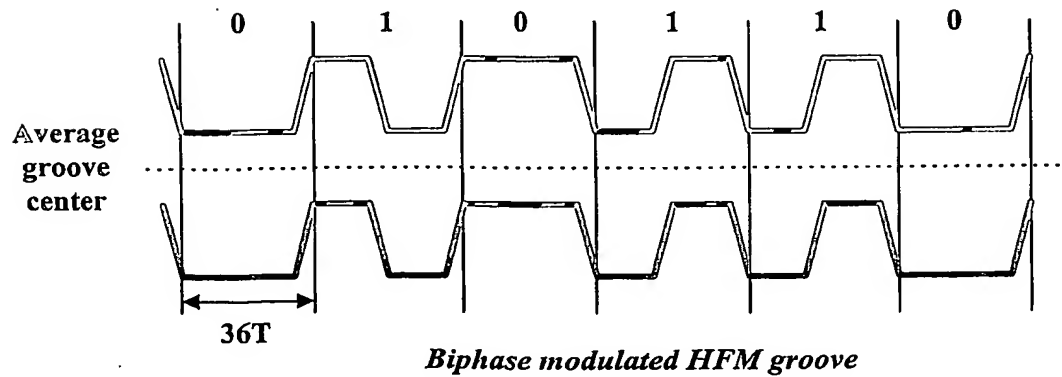 0 1 0 1 1 0
Average
groove
center
36T
Biphase modulated HFM groove